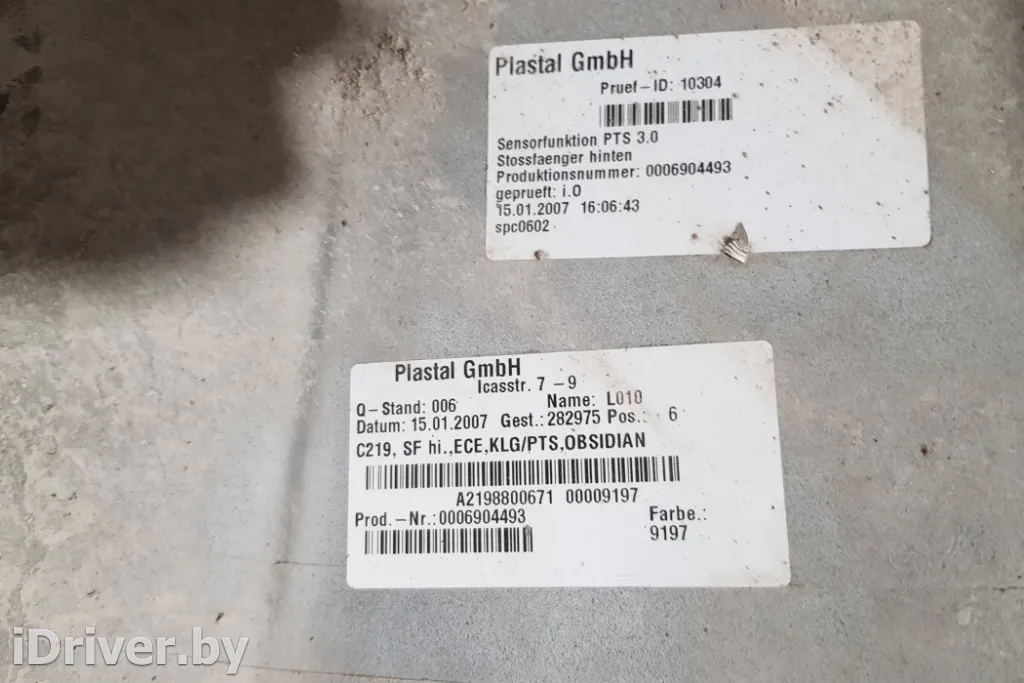 Plastal GmbH
Pruef-ID: 10304
Sensorfunktion PTS 3.0
Stossfaenger hinten
Produktionsnummer: 0006904493
geprueft: i.O
15.01.2007 16:06:43
spc0602
Plastal GmbH
Icasstr. 7-9
Q-Stand: 006 Name: L010
Datum: 15.01.2007 Gest.:282975 Pos.: 6
C219, SF hi.,ECE,KLG/PTS,OBSIDIAN
A2198800671 00009197
Prod.-Nr.:0006904493 Farbe.:
9197
iDriver.by